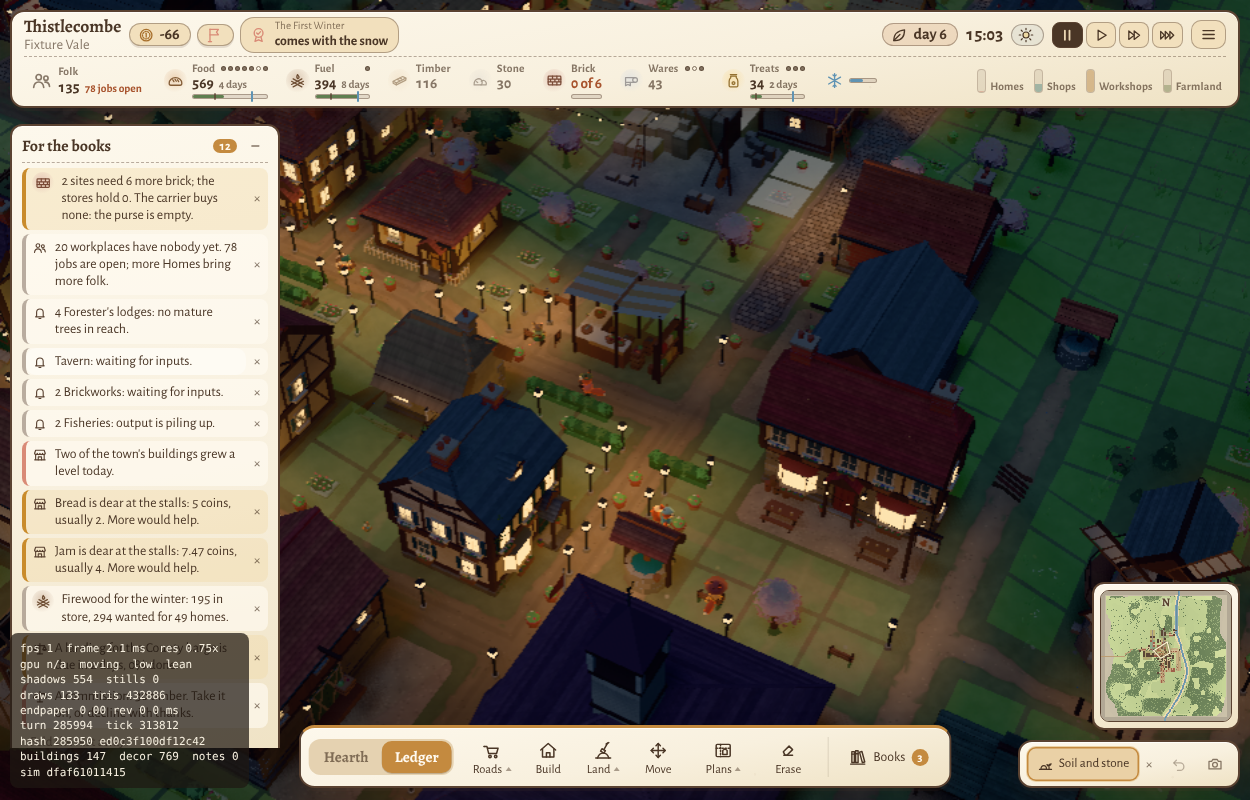 Thistlecombe
Fixture Vale
-66
The First Winter
comes with the snow
day 6
15:03
Folk
135 78 jobs open
Food
569 4 days
Fuel
394 8 days
Timber
116
Stone
30
Brick
0 of 6
Wares
43
Treats
34 2 days
Homes
Shops
Workshops
Farmland
For the books
12
2 sites need 6 more brick; the
stores hold 0. The carrier buys
none: the purse is empty.
20 workplaces have nobody yet. 78
jobs are open; more Homes bring
more folk.
4 Forester's lodges: no mature
trees in reach.
Tavern: waiting for inputs.
2 Brickworks: waiting for inputs.
2 Fisheries: output is piling up.
Two of the town's buildings grew a
level today.
Bread is dear at the stalls: 5 coins,
usually 2. More would help.
Jam is dear at the stalls: 7.47 coins,
usually 4. More would help.
Firewood for the winter: 195 in
store, 294 wanted for 49 homes.
fps 1 frame 2.1 ms res 0.75x
gpu n/a moving low lean
shadows 554 stills 0
draws 133 tris 432886
endpaper 0.00 rev 0 0 ms
turn 285994 tick 313812
hash 285950 ed0c3f100df12c42
buildings 147 decor 769 notes 0
sim dfaf61011415
Hearth
Ledger
Roads
Build
Land
Move
Plans
Erase
Books 3
N
Soil and stone